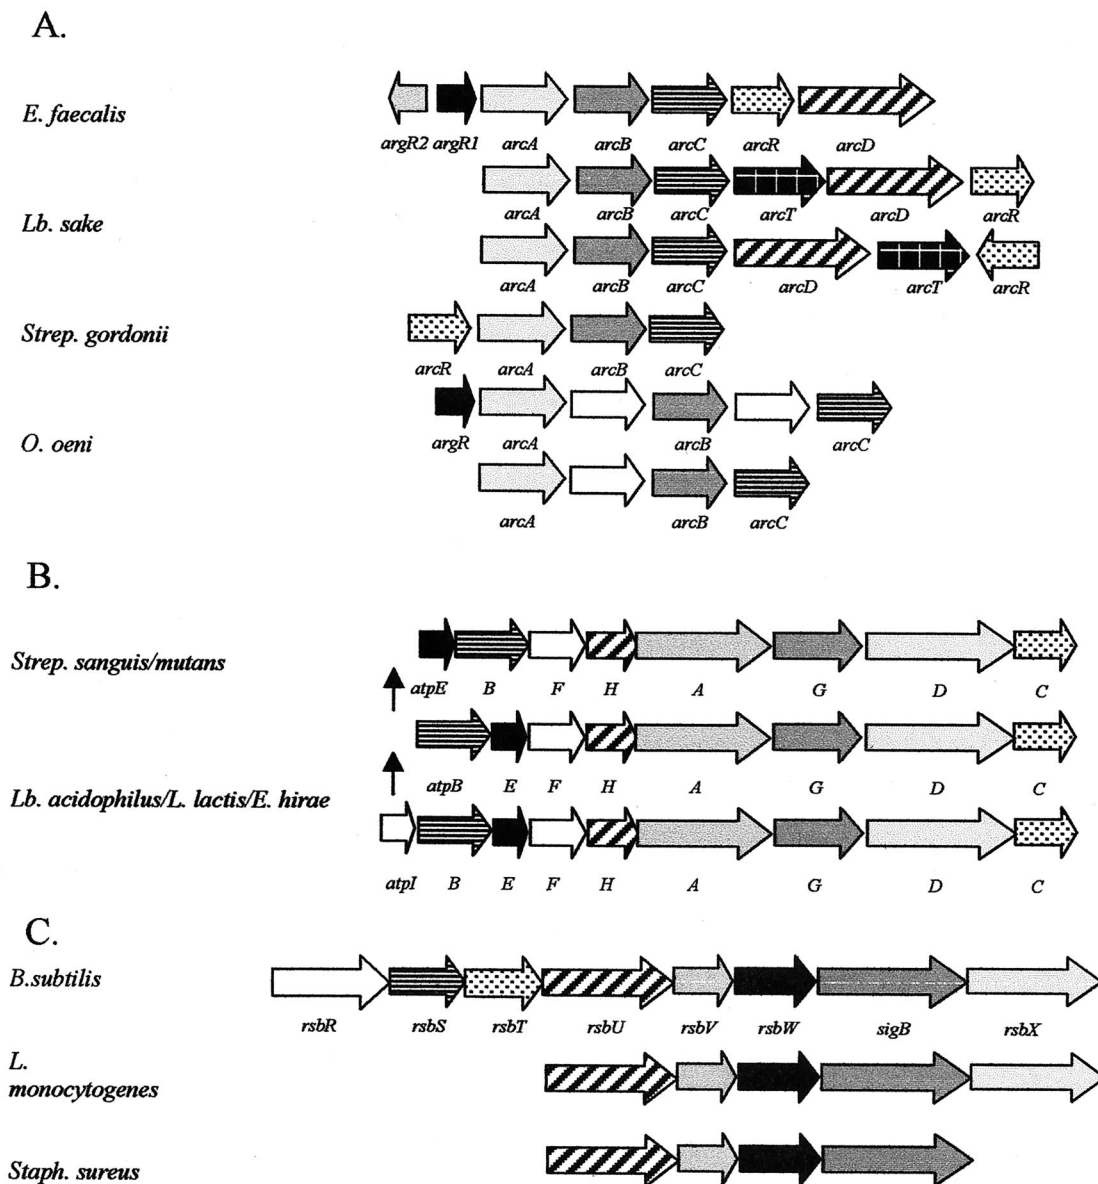 A.
E. faecalis
argR2 argR1 arcA arcB arcC arcR arcD
Lb. sake
arcA arcB arcC arcT arcD arcR
arcA arcB arcC arcD arcT arcR
Strep. gordonii
arcR arcA arcB arcC
O. oeni
argR arcA arcB arcC
arcA arcB arcC
B.
Strep. sanguis/mutans
atpE B F H A G D C
atpB E F H A G D C
Lb. acidophilus/L. lactis/E. hirae
atpI B E F H A G D C
C.
B.subtilis
rsbR rsbS rsbT rsbU rsbV rsbW sigB rsbX
L.
monocytogenes
Staph. sureus